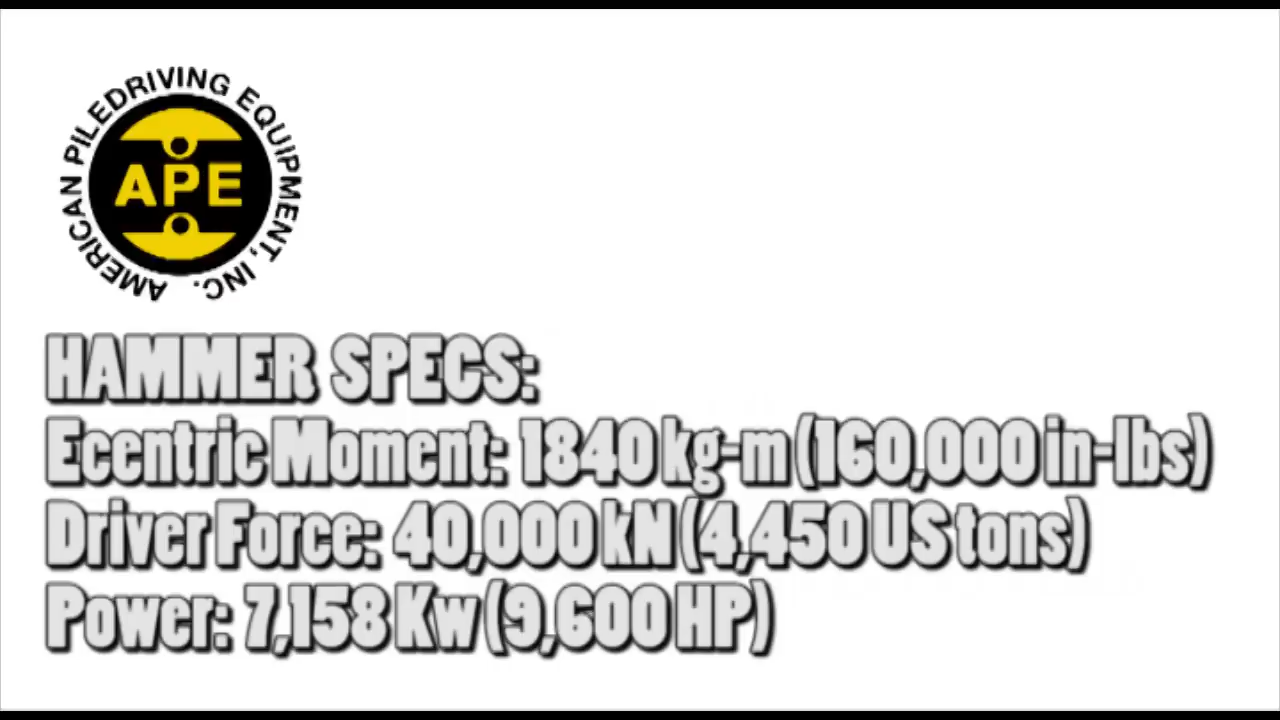 AMERICAN PILEDRIVING EQUIPMENT, INC.
APE
HAMMER SPECS:
Ecentric Moment: 1840 kg-m (160,000 in-lbs)
Driver Force: 40,000 kN (4,450 US tons)
Power: 7,158 Kw (9,600 HP)